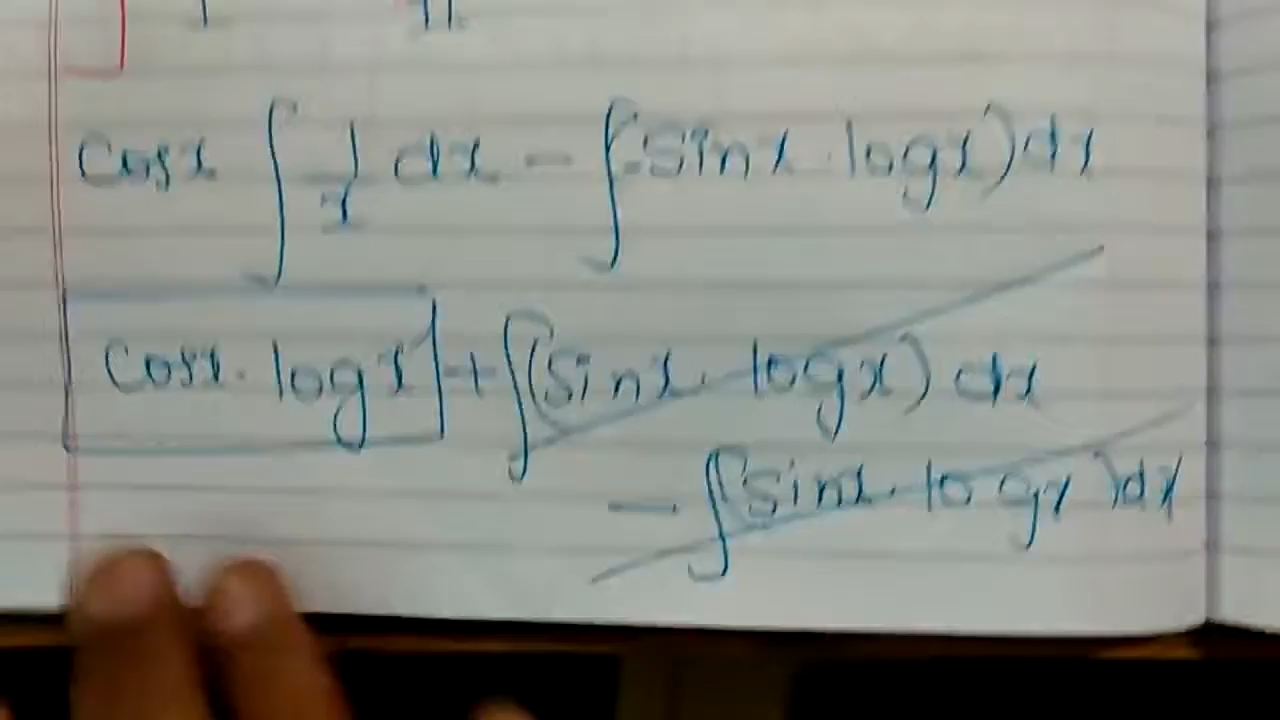 cosx ∫ 1/x dx - ∫(-sinx.logx)dx
cosx. logx + ∫(sinx. logx) dx
- ∫(sinx. logx)dx